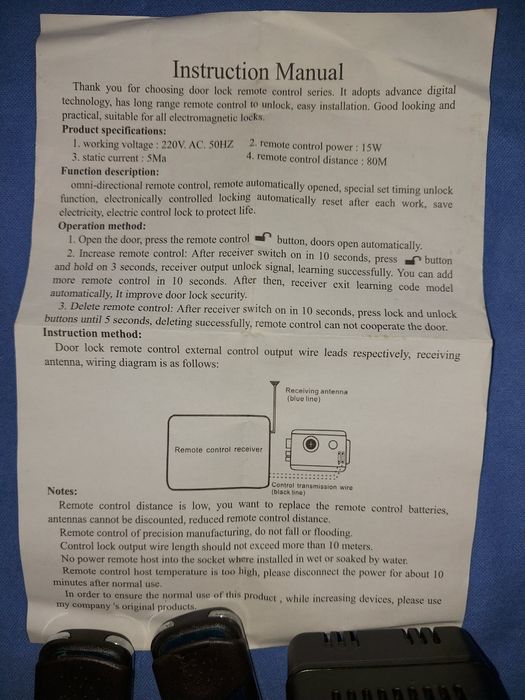 Instruction Manual
Thank you for choosing door lock remote control series. It adopts advance digital
technology, has long range remote control to unlock, easy installation. Good looking and
practical, suitable for all electromagnetic locks.
Product specifications:
1. working voltage : 220V. AC. 50HZ 2. remote control power : 15W
3. static current : 5Ma 4. remote control distance : 80M
Function description:
omni-directional remote control, remote automatically opened, special set timing unlock
function, electronically controlled locking automatically reset after each work, save
electricity, electric control lock to protect life.
Operation method:
1. Open the door, press the remote control button, doors open automatically.
2. Increase remote control: After receiver switch on in 10 seconds, press button
and hold on 3 seconds, receiver output unlock signal, learning successfully. You can add
more remote control in 10 seconds. After then, receiver exit learning code model
automatically, It improve door lock security.
3. Delete remote control: After receiver switch on in 10 seconds, press lock and unlock
buttons until 5 seconds, deleting successfully, remote control can not cooperate the door.
Instruction method:
Door lock remote control external control output wire leads respectively, receiving
antenna, wiring diagram is as follows:
Receiving antenna
(blue line)
Remote control receiver
Control transmission wire
(black line)
Notes:
Remote control distance is low, you want to replace the remote control batteries,
antennas cannot be discounted, reduced remote control distance.
Remote control of precision manufacturing, do not fall or flooding.
Control lock output wire length should not exceed more than 10 meters.
No power remote host into the socket where installed in wet or soaked by water.
Remote control host temperature is too high, please disconnect the power for about 10
minutes after normal use.
In order to ensure the normal use of this product , while increasing devices, please use
my company 's original products.